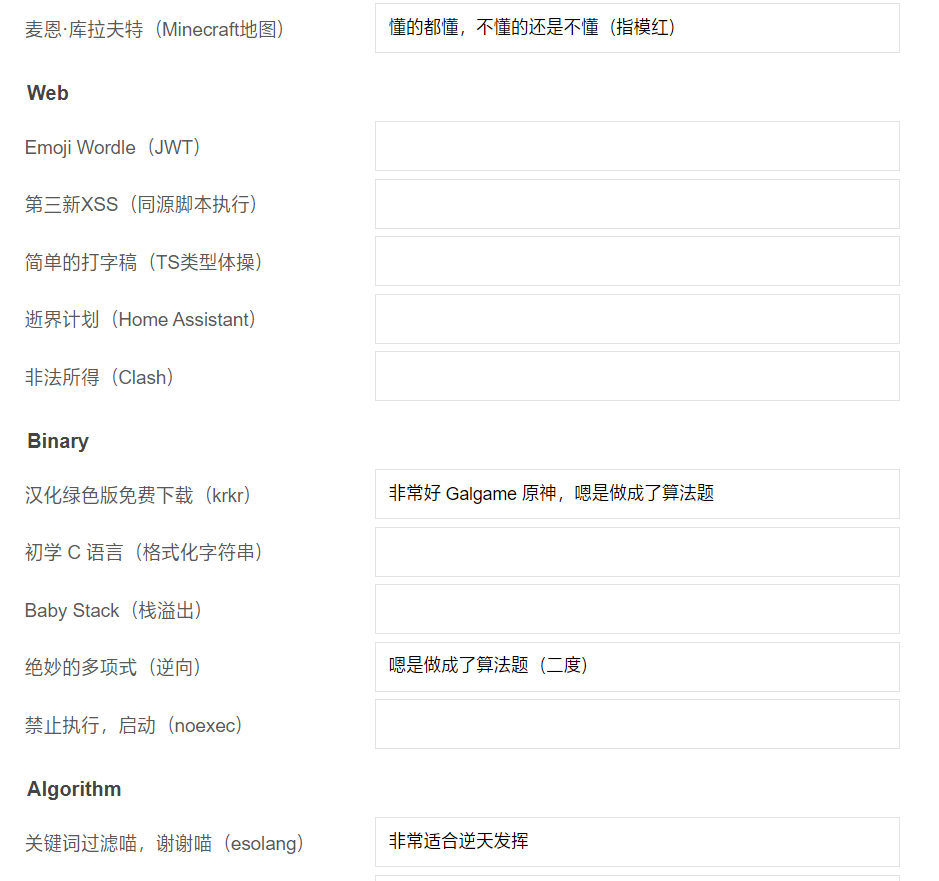 麦恩·库拉夫特（Minecraft地图） 懂的都懂，不懂的还是不懂（指模红）
Web
Emoji Wordle（JWT）
第三新XSS（同源脚本执行）
简单的打字稿（TS类型体操）
逝界计划（Home Assistant）
非法所得（Clash）
Binary
汉化绿色版免费下载（krkr） 非常好 Galgame 原神，嗯是做成了算法题
初学 C 语言（格式化字符串）
Baby Stack（栈溢出）
绝妙的多项式（逆向） 嗯是做成了算法题（二度）
禁止执行，启动（noexec）
Algorithm
关键词过滤喵，谢谢喵（esolang） 非常适合逆天发挥